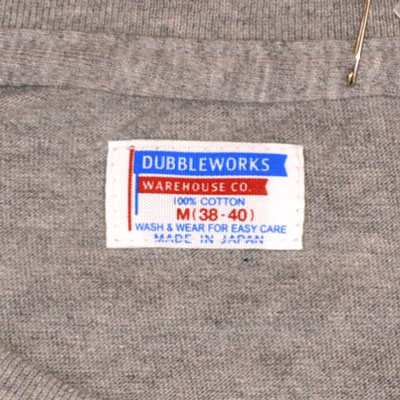 DUBBLEWORKS
WAREHOUSE CO.
100% COTTON
M(38-40)
WASH & WEAR FOR EASY CARE
MADE IN JAPAN